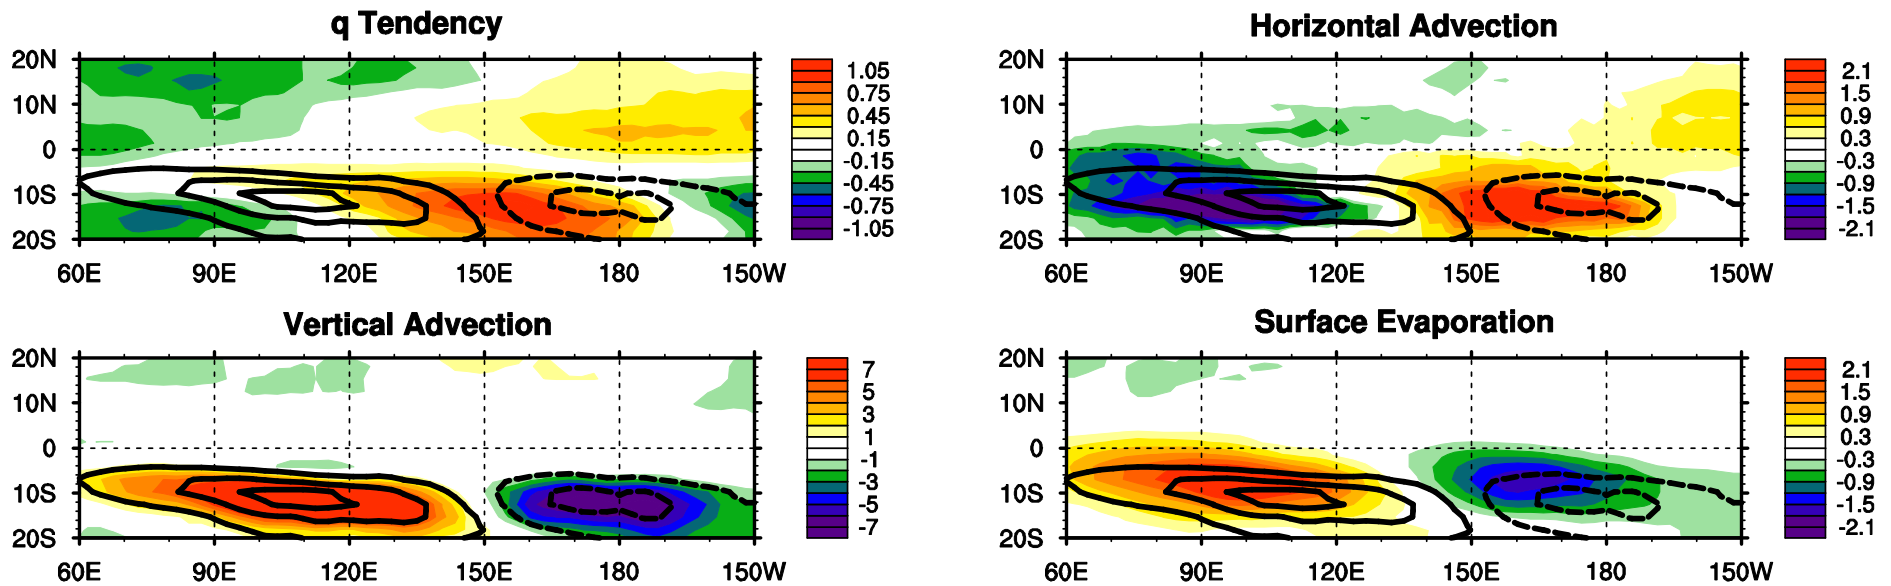 q Tendency
20N
10N
0
10S
20S
60E 90E 120E 150E 180 150W
1.05
0.75
0.45
0.15
-0.15
-0.45
-0.75
-1.05
Horizontal Advection
20N
10N
0
10S
20S
60E 90E 120E 150E 180 150W
2.1
1.5
0.9
0.3
-0.3
-0.9
-1.5
-2.1
Vertical Advection
20N
10N
0
10S
20S
60E 90E 120E 150E 180 150W
7
5
3
1
-1
-3
-5
-7
Surface Evaporation
20N
10N
0
10S
20S
60E 90E 120E 150E 180 150W
2.1
1.5
0.9
0.3
-0.3
-0.9
-1.5
-2.1